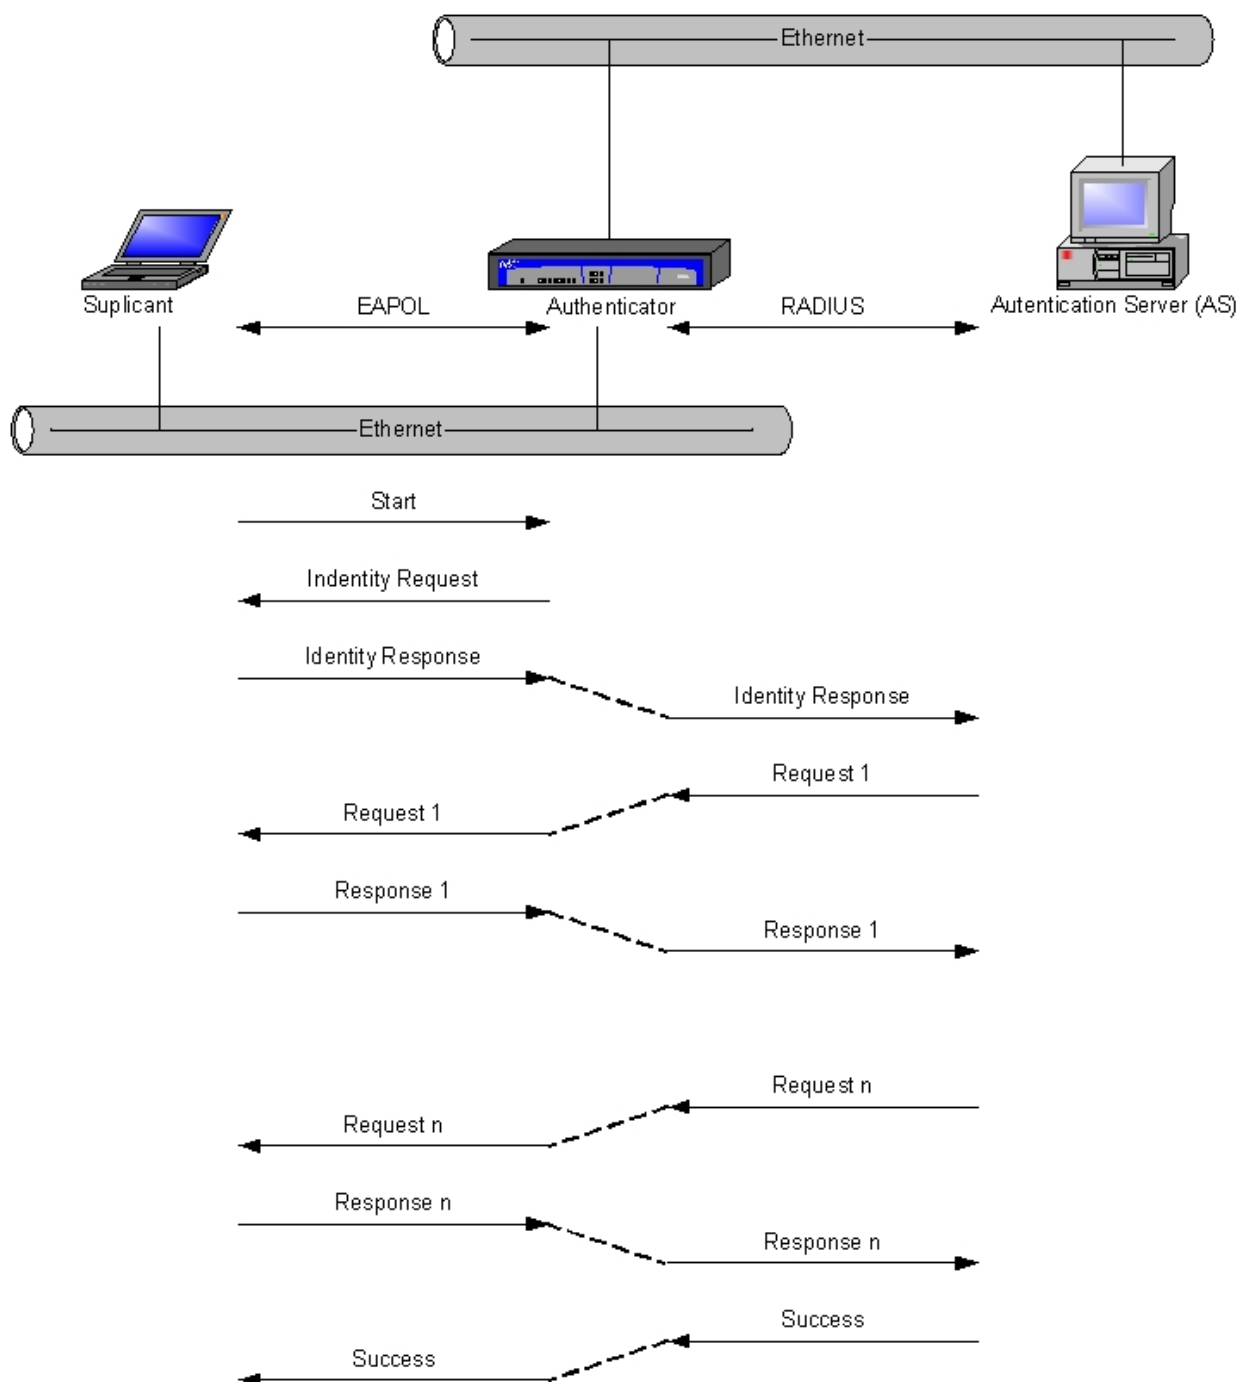 Ethernet
Suplicant
EAPOL
Authenticator
RADIUS
Autentication Server (AS)
Ethernet
Start
Indentity Request
Identity Response
Identity Response
Request 1
Request 1
Response 1
Response 1
Request n
Request n
Response n
Response n
Success
Success